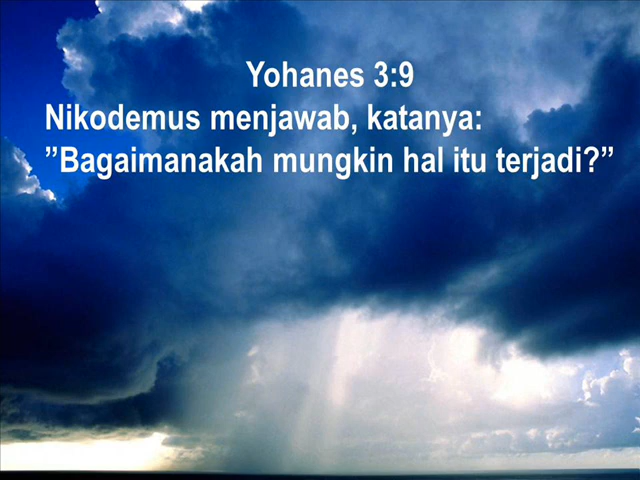 Yohanes 3:9
Nikodemus menjawab, katanya:
”Bagaimanakah mungkin hal itu terjadi?”